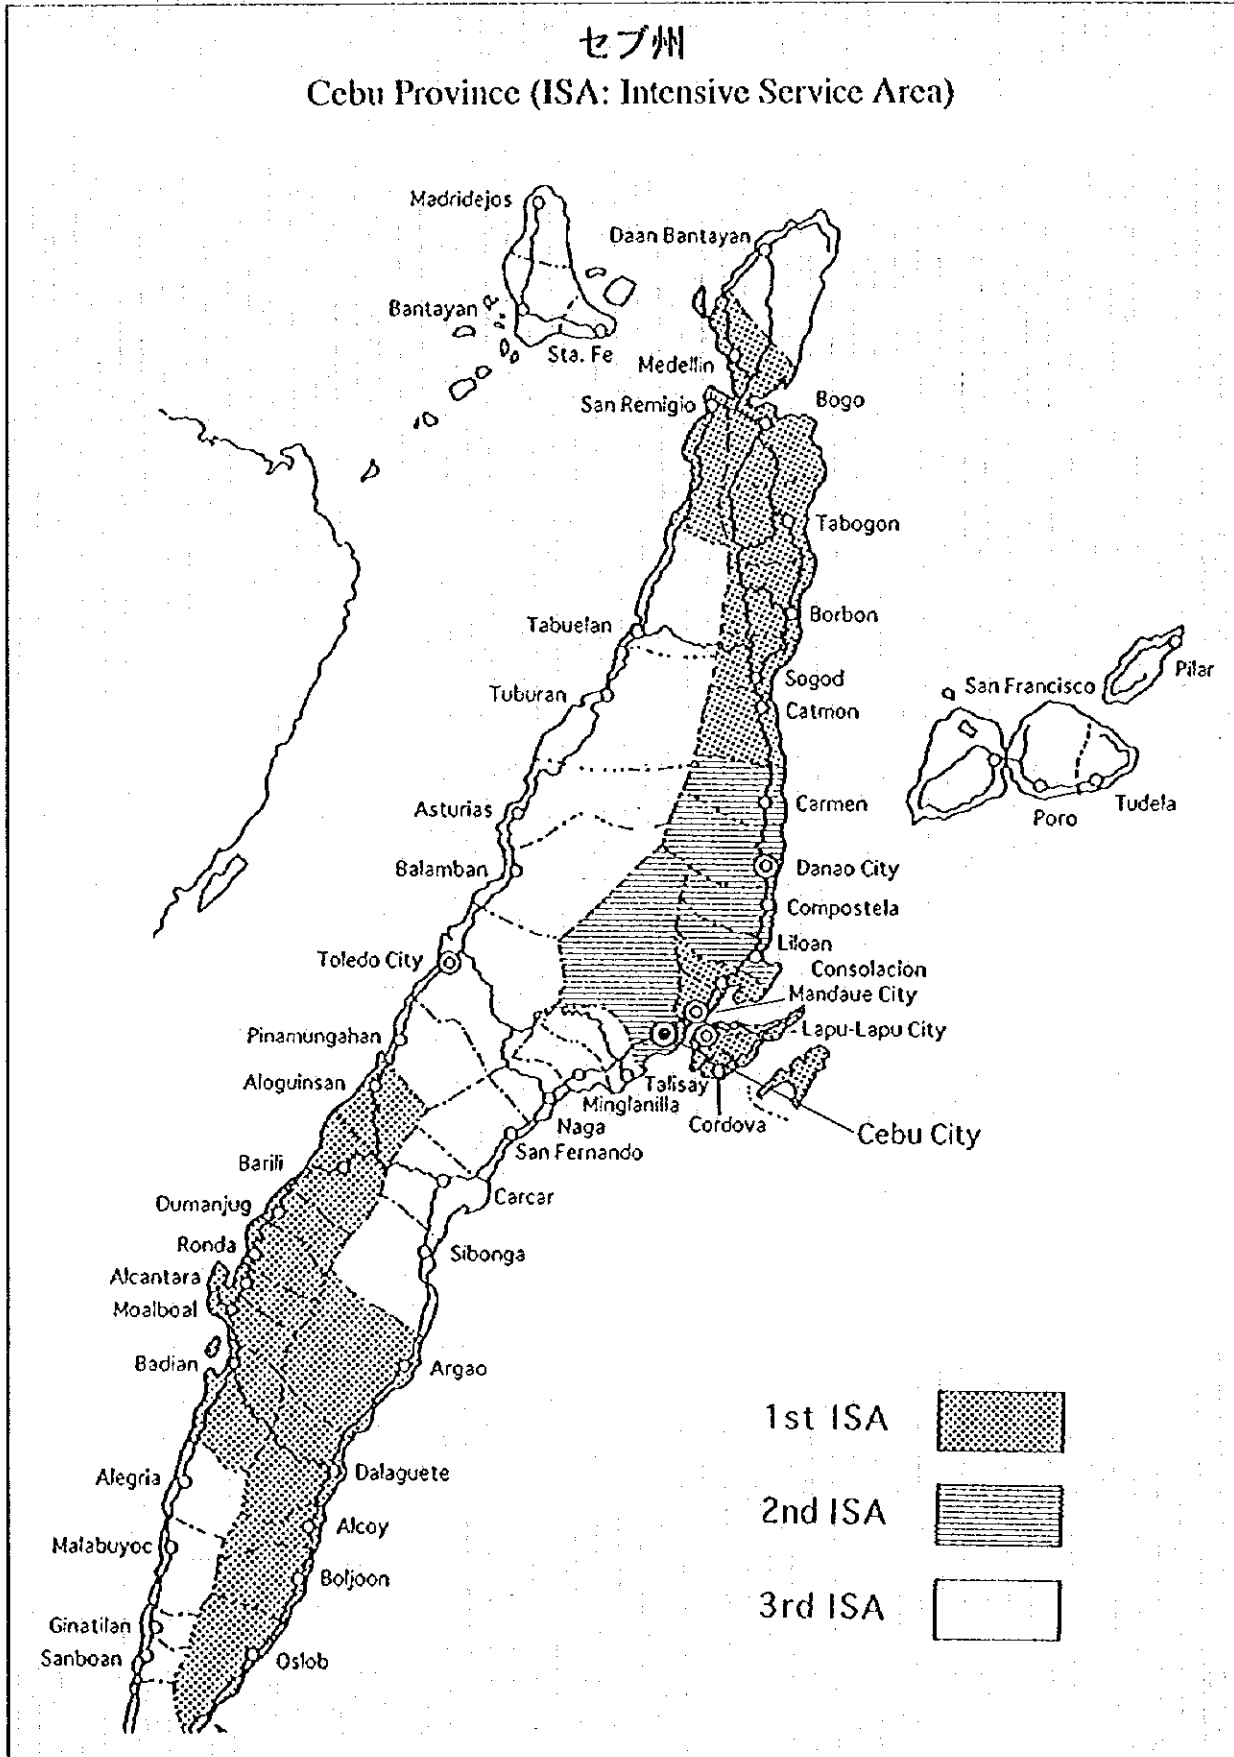 セブ州
Cebu Province (ISA: Intensive Service Area)
Madridejos
Daan Bantayan
Bantayan
Sta. Fe
Medellin
San Remigio
Bogo
Tabogon
Tabuelan
Borbon
Sogod
San Francisco
Pilar
Tuburan
Catmon
Asturias
Carmen
Poro
Tudela
Balamban
Danao City
Compostela
Liloan
Toledo City
Consolacion
Mandaue City
Pinamungahan
Lapu-Lapu City
Aloguinsan
Talisay
Minglanilla
Cordova
Naga
Cebu City
San Fernando
Barili
Carcar
Dumanjug
Ronda
Sibonga
Alcantara
Moalboal
Badian
Argao
1st ISA
Alegria
Dalaguete
2nd ISA
Alcoy
Malabuyoc
Boljoon
3rd ISA
Ginatilan
Sanboan
Oslob